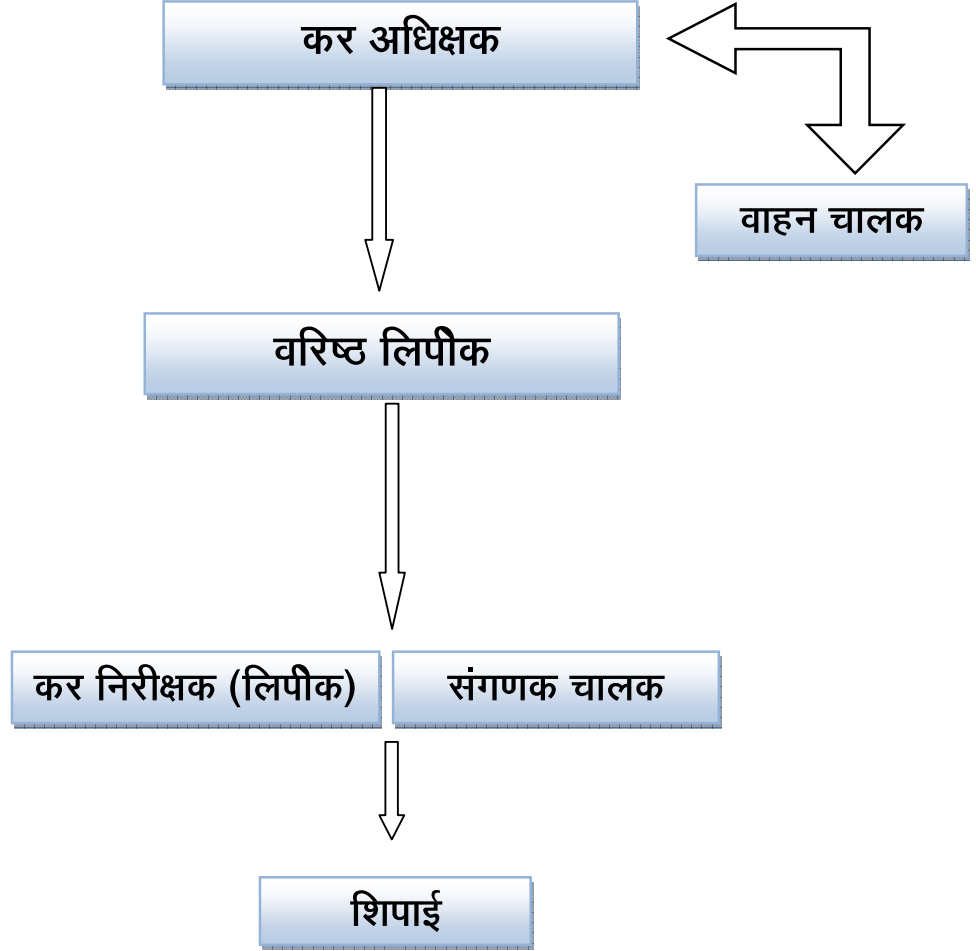 कर अधिक्षक
वाहन चालक
वरिष्ठ लिपीक
कर निरीक्षक (लिपीक)
संगणक चालक
शिपाई